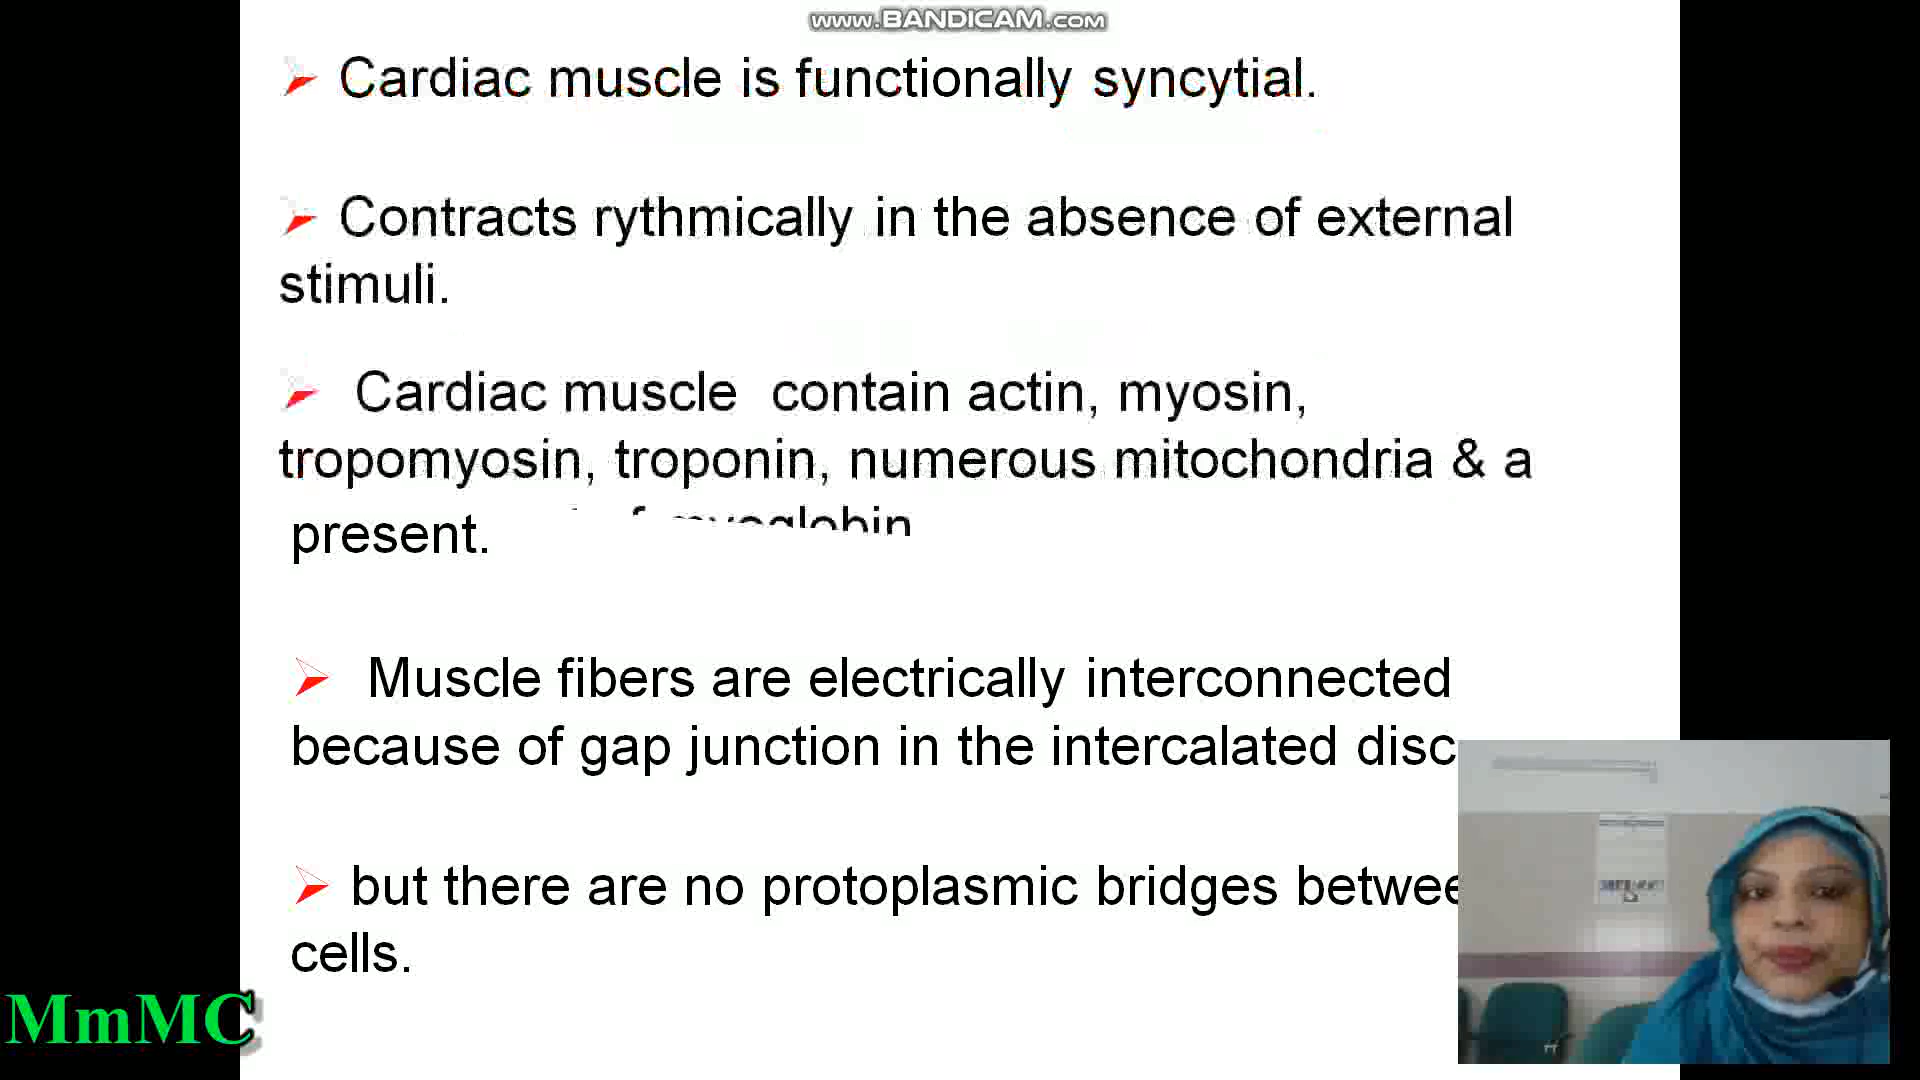 www.BANDICAM.com
➢ Cardiac muscle is functionally syncytial.
➢ Contracts rythmically in the absence of external
stimuli.
➢ Cardiac muscle contain actin, myosin,
tropomyosin, troponin, numerous mitochondria & a
of myoglobin
present.
➢ Muscle fibers are electrically interconnected
because of gap junction in the intercalated disc
➢ but there are no protoplasmic bridges betwee
cells.
MmMC